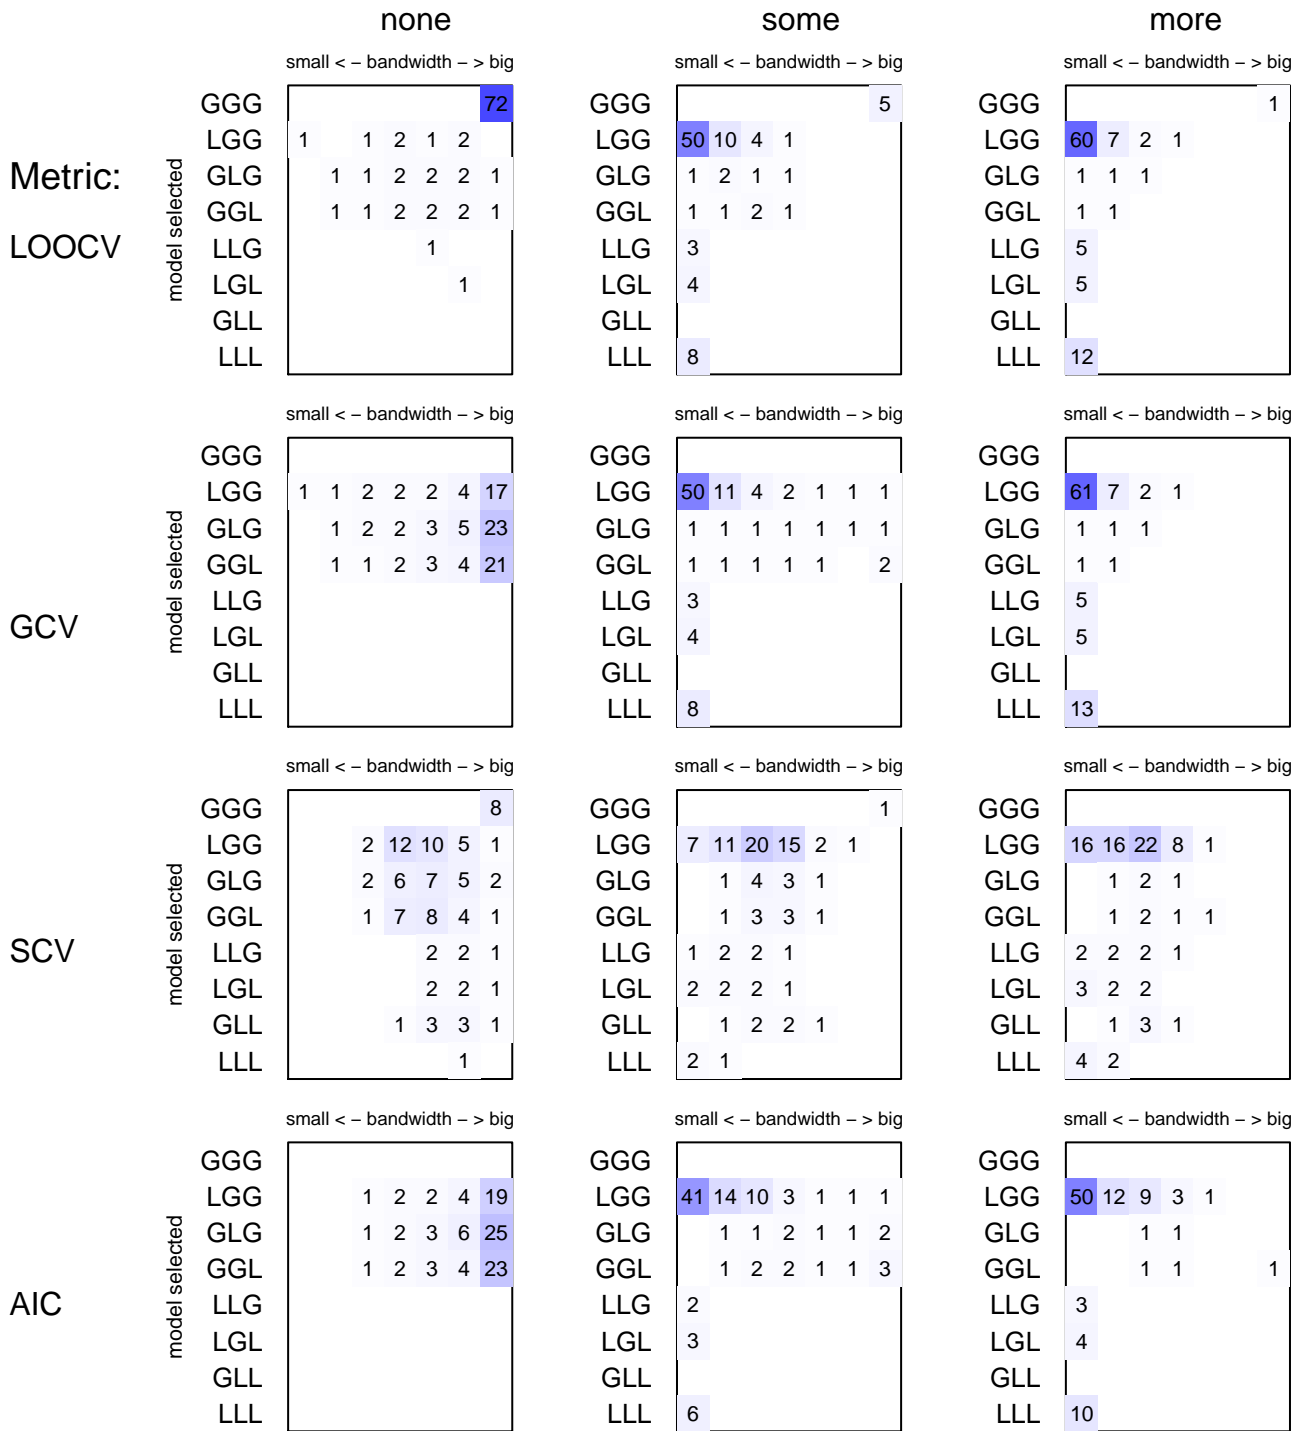 none some more
small < – bandwidth – > big small < – bandwidth – > big small < – bandwidth – > big
GGG 72 GGG 5 GGG 1
LGG 1 1 2 1 2 LGG 50 10 4 1 LGG 60 7 2 1
Metric:
GLG 1 1 2 2 2 1 GLG 1 2 1 1 GLG 1 1 1
model selected
GGL 1 1 2 2 2 1 GGL 1 1 2 1 GGL 1 1
LOOCV
LLG 1 LLG 3 LLG 5
LGL 1 LGL 4 LGL 5
GLL GLL GLL
LLL LLL 8 LLL 12
small < – bandwidth – > big small < – bandwidth – > big small < – bandwidth – > big
GGG GGG GGG
LGG 1 1 2 2 2 4 17 LGG 50 11 4 2 1 1 1 LGG 61 7 2 1
GLG 1 2 2 3 5 23 GLG 1 1 1 1 1 1 1 GLG 1 1 1
model selected
GGL 1 1 2 3 4 21 GGL 1 1 1 1 1 2 GGL 1 1
LLG LLG 3 LLG 5
GCV
LGL LGL 4 LGL 5
GLL GLL GLL
LLL LLL 8 LLL 13
small < – bandwidth – > big small < – bandwidth – > big small < – bandwidth – > big
GGG 8 GGG 1 GGG
LGG 2 12 10 5 1 LGG 7 11 20 15 2 1 LGG 16 16 22 8 1
GLG 2 6 7 5 2 GLG 1 4 3 1 GLG 1 2 1
model selected
GGL 1 7 8 4 1 GGL 1 3 3 1 GGL 1 2 1 1
SCV
LLG 2 2 1 LLG 1 2 2 1 LLG 2 2 2 1
LGL 2 2 1 LGL 2 2 2 1 LGL 3 2 2
GLL 1 3 3 1 GLL 1 2 2 1 GLL 1 3 1
LLL 1 LLL 2 1 LLL 4 2
small < – bandwidth – > big small < – bandwidth – > big small < – bandwidth – > big
GGG GGG GGG
LGG 1 2 2 4 19 LGG 41 14 10 3 1 1 1 LGG 50 12 9 3 1
GLG 1 2 3 6 25 GLG 1 1 2 1 1 2 GLG 1 1
model selected
GGL 1 2 3 4 23 GGL 1 2 2 1 1 3 GGL 1 1 1
AIC
LLG LLG 2 LLG 3
LGL LGL 3 LGL 4
GLL GLL GLL
LLL LLL 6 LLL 10